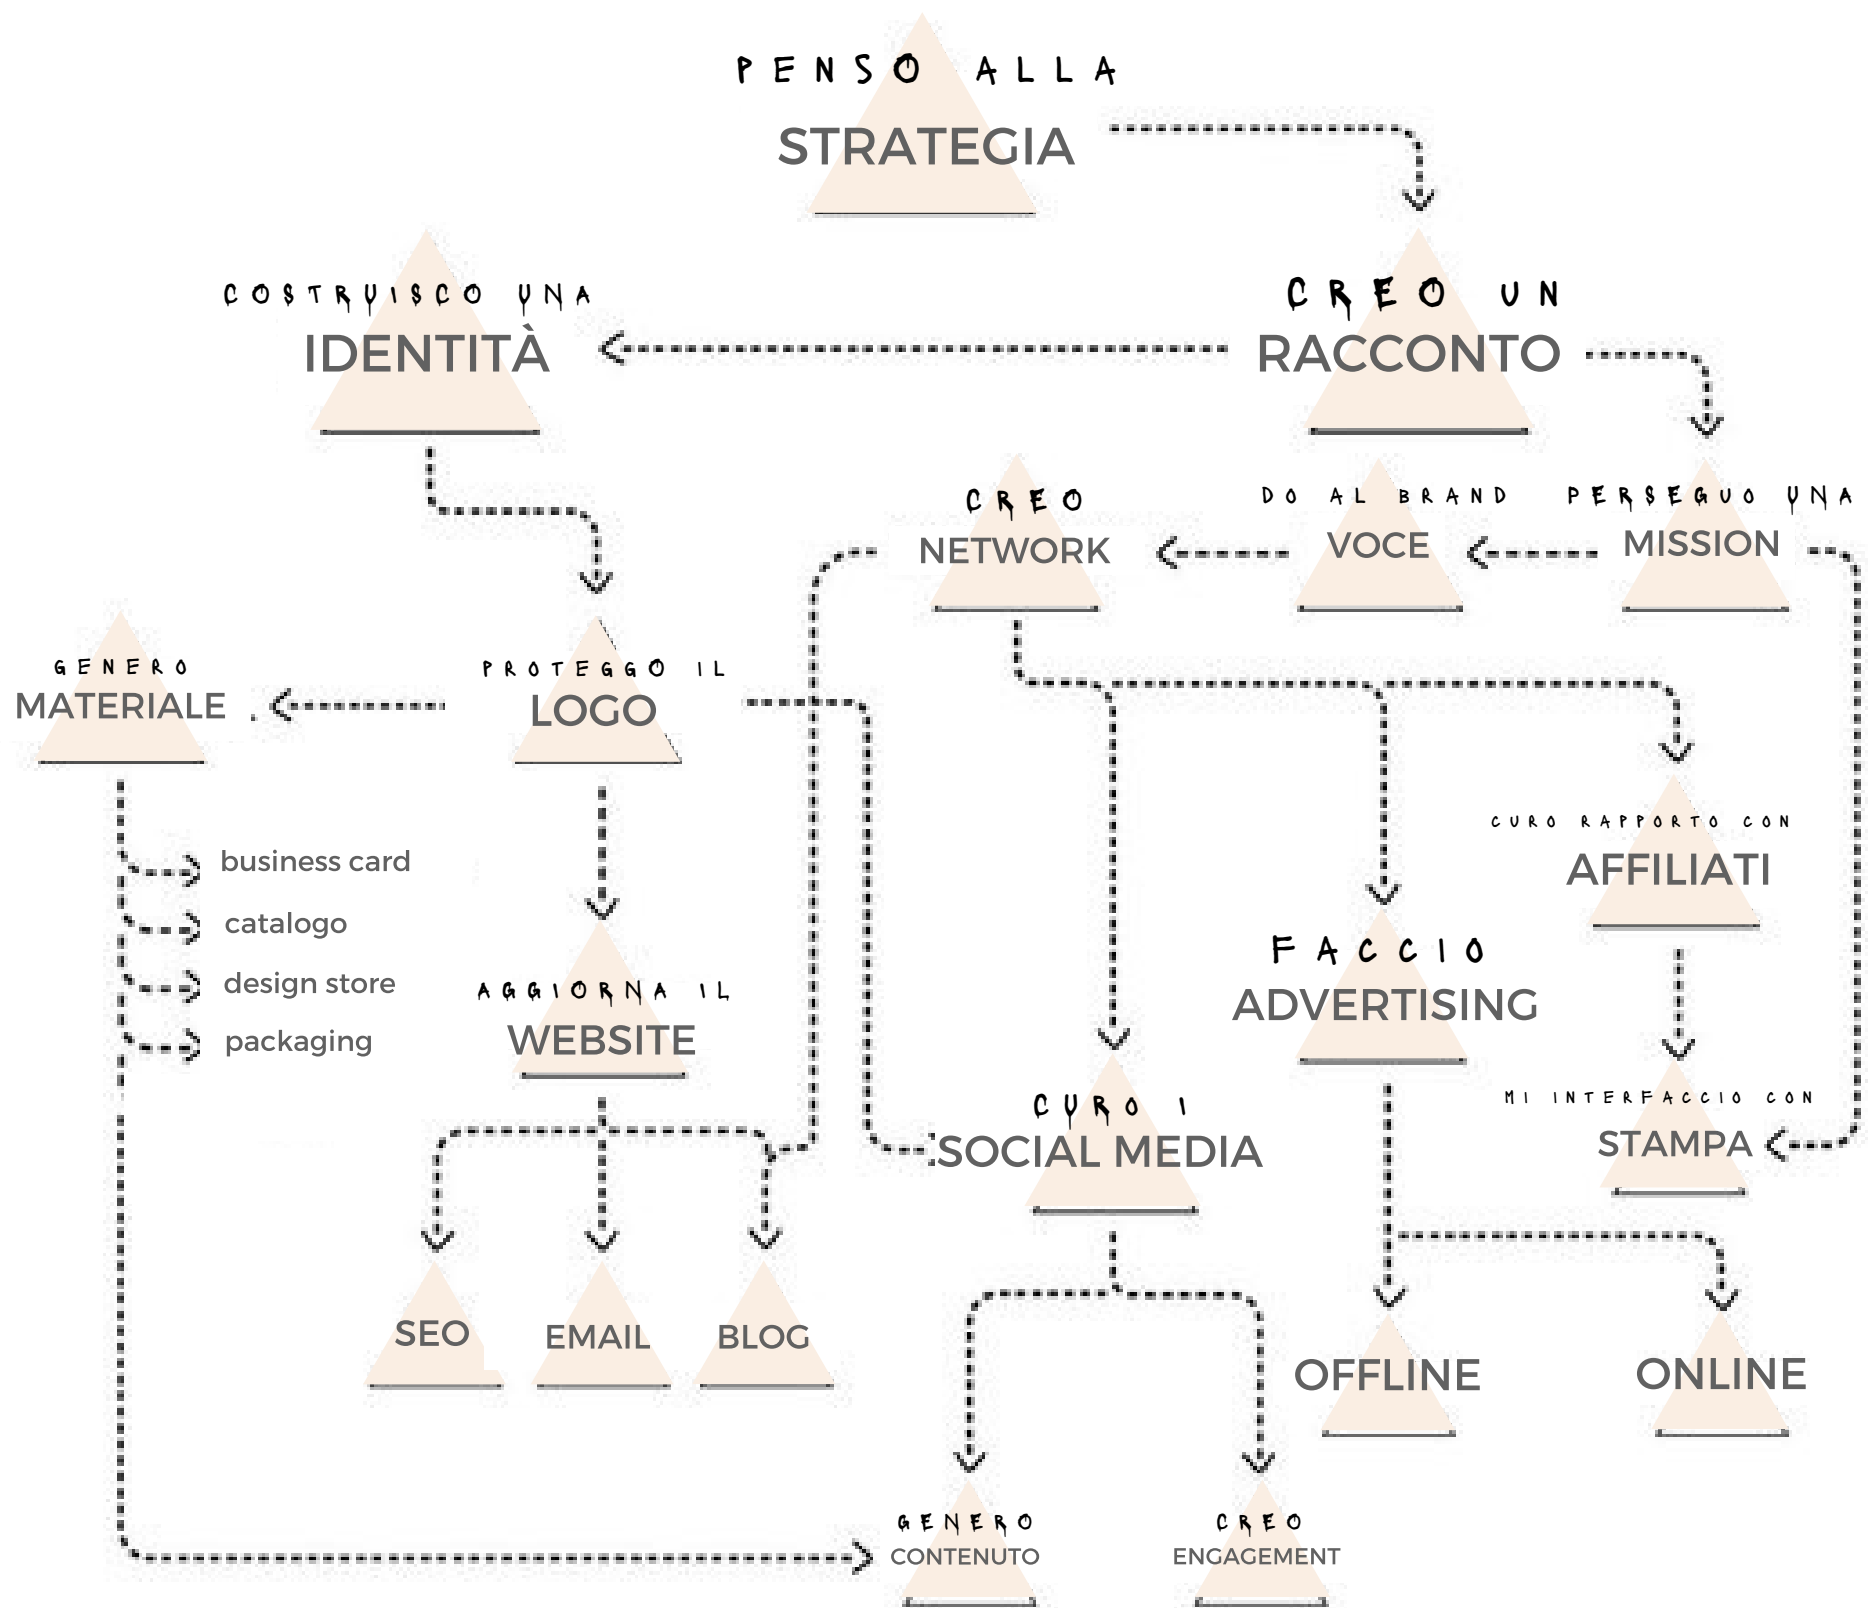 PENSO ALLA
STRATEGIA
COSTRUISCO UNA
IDENTITÀ
CREO UN
RACCONTO
CREO
NETWORK
DO AL BRAND
VOCE
PERSEGUO UNA
MISSION
GENERO
MATERIALE
PROTEGGO IL
LOGO
business card
catalogo
design store
packaging
CURO RAPPORTO CON
AFFILIATI
FACCIO
ADVERTISING
AGGIORNA IL
WEBSITE
CURO I
SOCIAL MEDIA
MI INTERFACCIO CON
STAMPA
SEO
EMAIL
BLOG
OFFLINE
ONLINE
GENERO
CONTENUTO
CREO
ENGAGEMENT